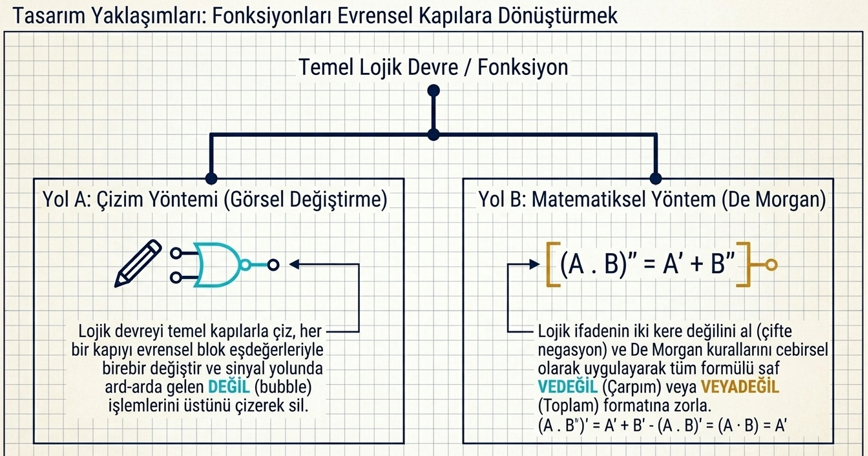 Tasarım Yaklaşımları: Fonksiyonları Evrensel Kapılara Dönüştürmek
Temel Lojik Devre / Fonksiyon
Yol A: Çizim Yöntemi (Görsel Değiştirme)
Lojik devreyi temel kapılarla çiz, her
bir kapıyı evrensel blok eşdeğerleriyle
birebir değiştir ve sinyal yolunda
ard-arda gelen DEĞİL (bubble)
işlemlerini üstünü çizerek sil.
Yol B: Matematiksel Yöntem (De Morgan)
(A . B)" = A' + B"
Lojik ifadenin iki kere değilini al (çifte
negasyon) ve De Morgan kurallarını cebirsel
olarak uygulayarak tüm formülü saf
VEDEĞİL (Çarpım) veya VEYADEĞİL
(Toplam) formatına zorla.
(A . B")' = A' + B' - (A . B)' = (A · B) = A'